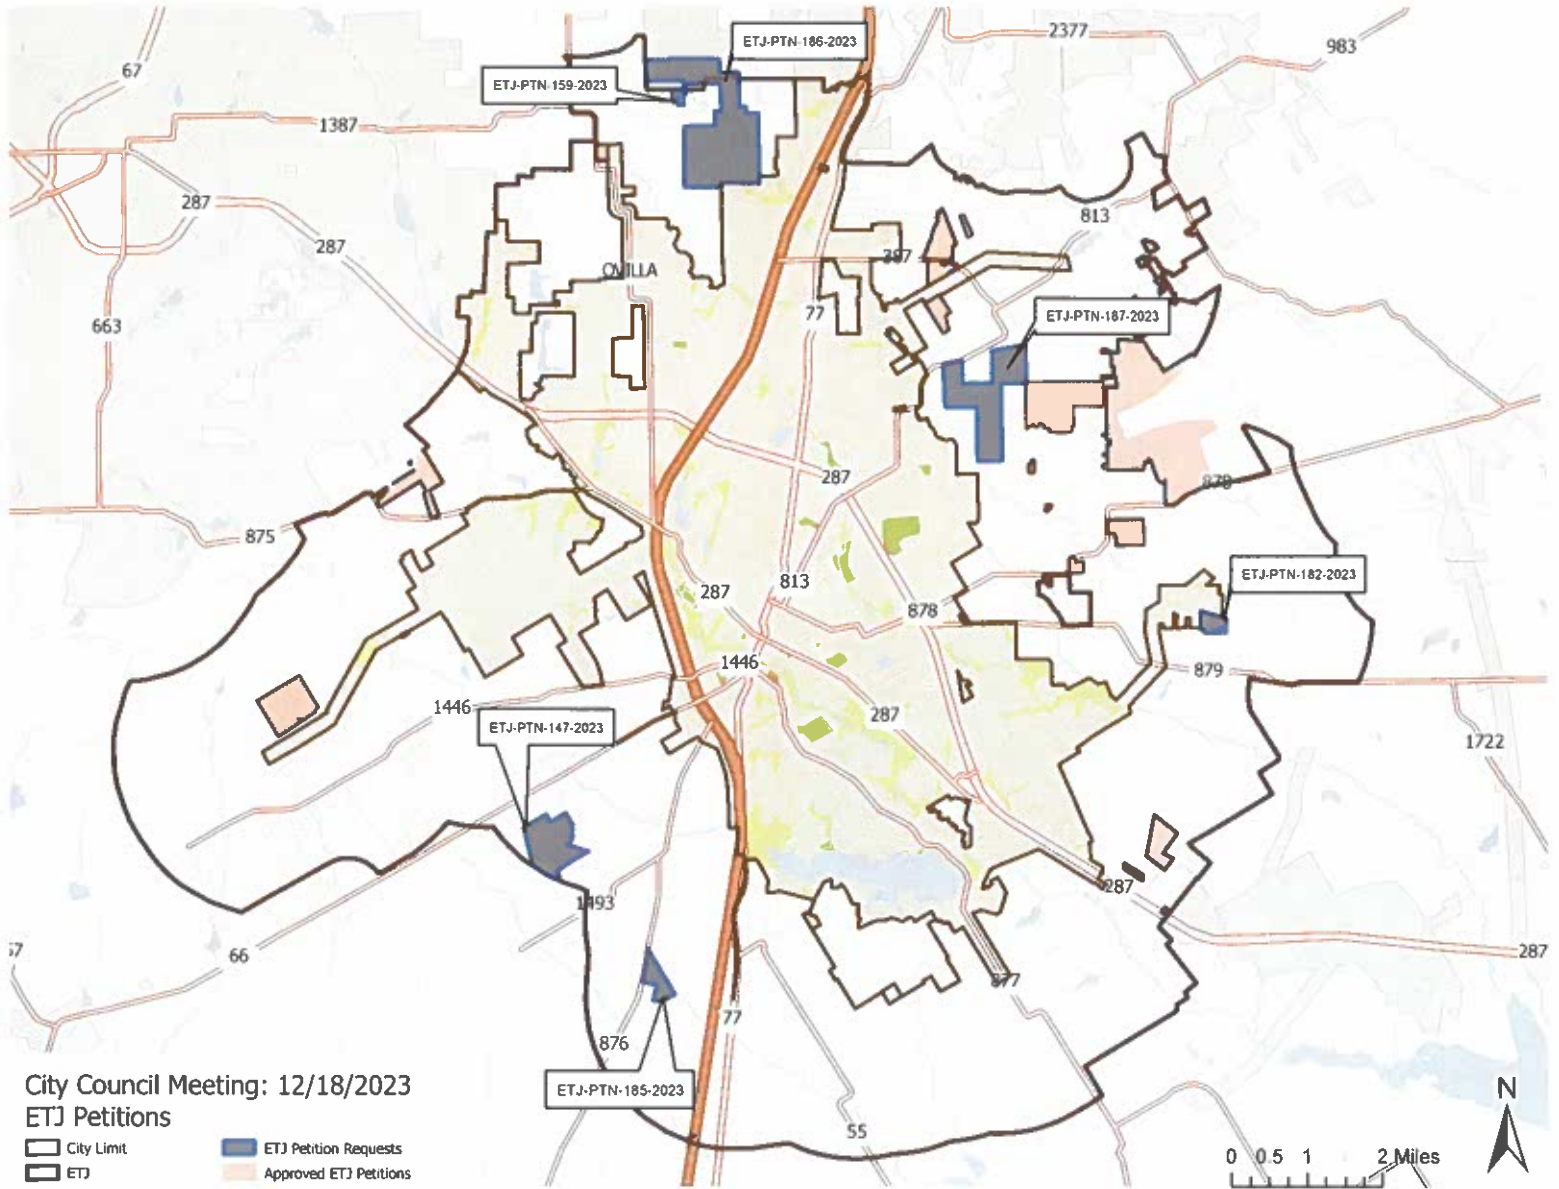 2377
983
ETJ-PTN-186-2023
67
ETJ-PTN-159-2023
1387
287
813
287
387
OVILLA
77
ETJ-PTN-187-2023
663
287
878
875
ETJ-PTN-182-2023
813
287
878
1446
879
1446
287
ETJ-PTN-147-2023
1722
287
1493
287
66
877
77
876
ETJ-PTN-185-2023
55
City Council Meeting: 12/18/2023
ETJ Petitions
City Limit
ETJ Petition Requests
ETJ
Approved ETJ Petitions
N
0 0.5 1 2 Miles